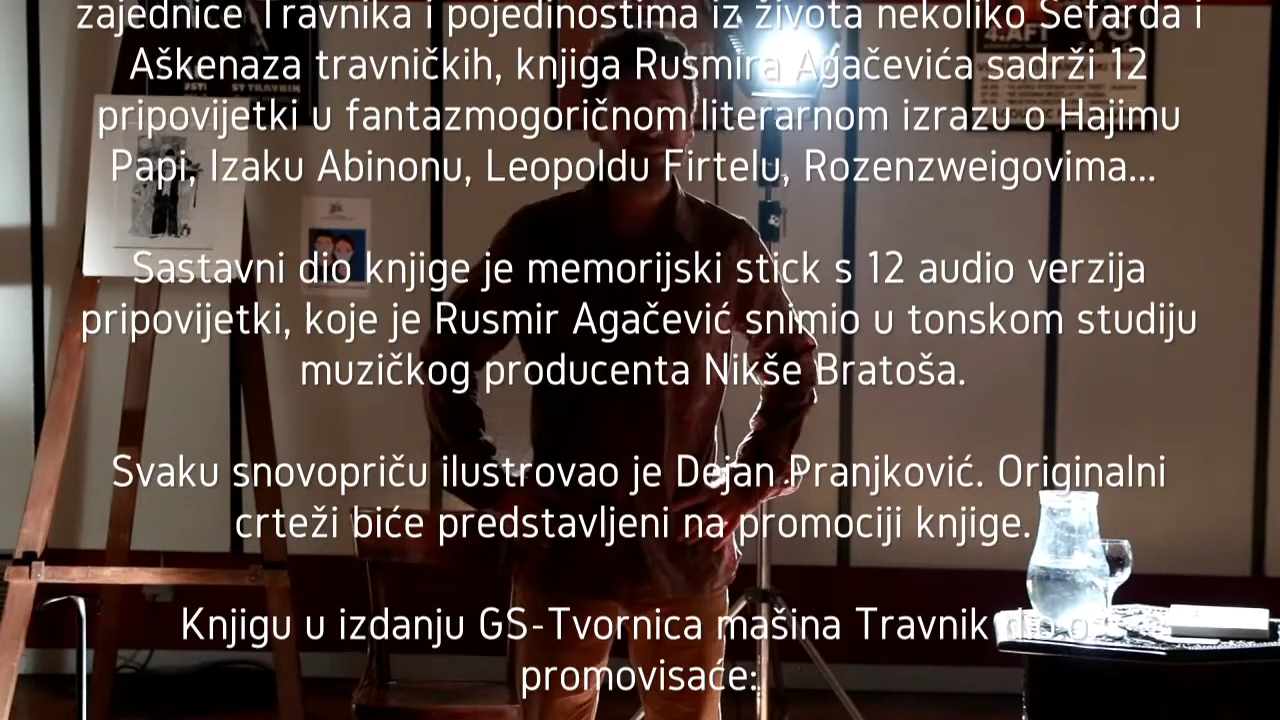 zajednice Travnika i pojedinostima iz života nekoliko Sefarda i
Aškenaza travničkih, knjiga Rusmira Agačevića sadrži 12
pripovijetki u fantazmogoričnom literarnom izrazu o Hajimu
Papi, Izaku Abinonu, Leopoldu Firtelu, Rozenzweigovima...
Sastavni dio knjige je memorijski stick s 12 audio verzija
pripovijetki, koje je Rusmir Agačević snimio u tonskom studiju
muzičkog producenta Nikše Bratoša.
Svaku snovopriču ilustrovao je Dejan Pranjković. Originalni
crteži biće predstavljeni na promociji knjige.
Knjigu u izdanju GS-Tvornica mašina Travnik
promovisaće: